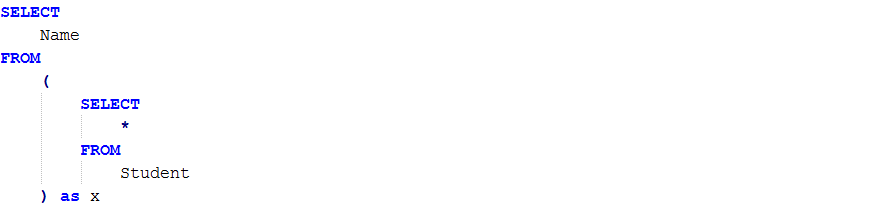 SELECT
Name
FROM
(
SELECT
*
FROM
Student
) as x